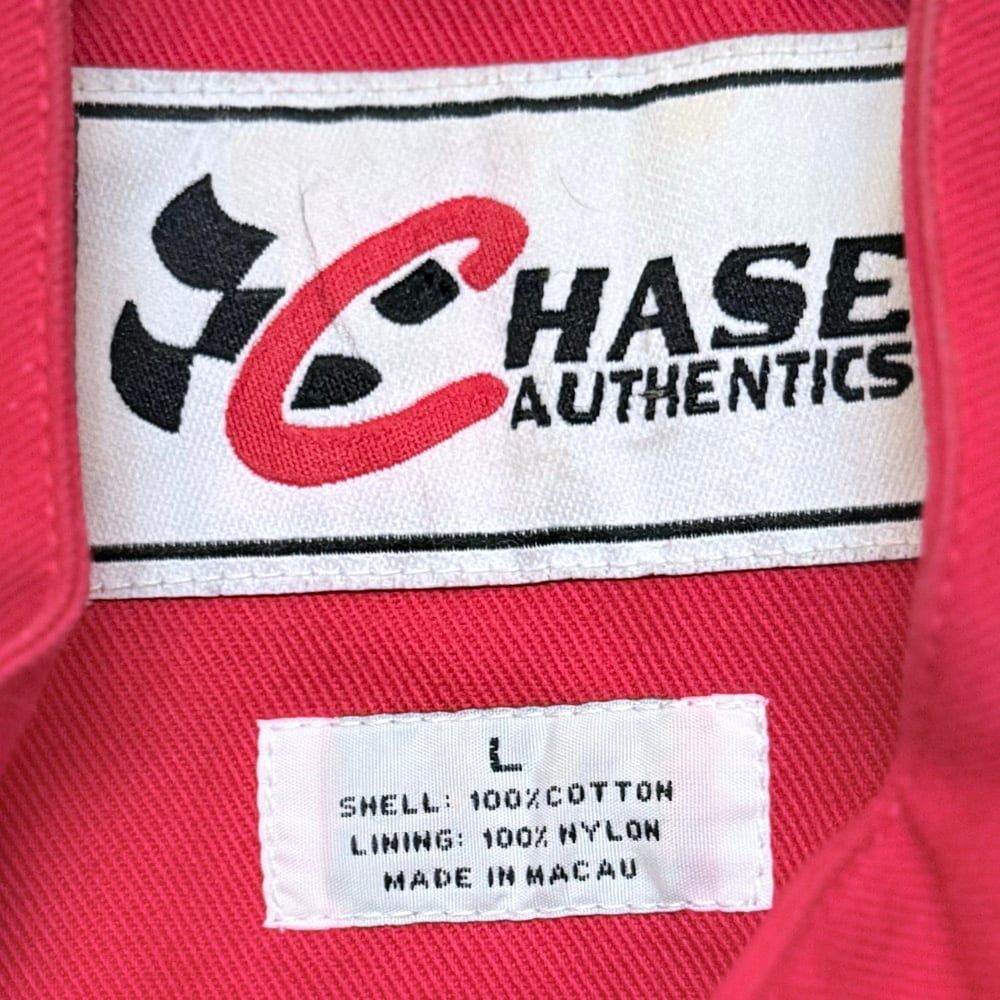 CHASE
AUTHENTICS
L
SHELL: 100%COTTON
LINING: 100% NYLON
MADE IN MACAU